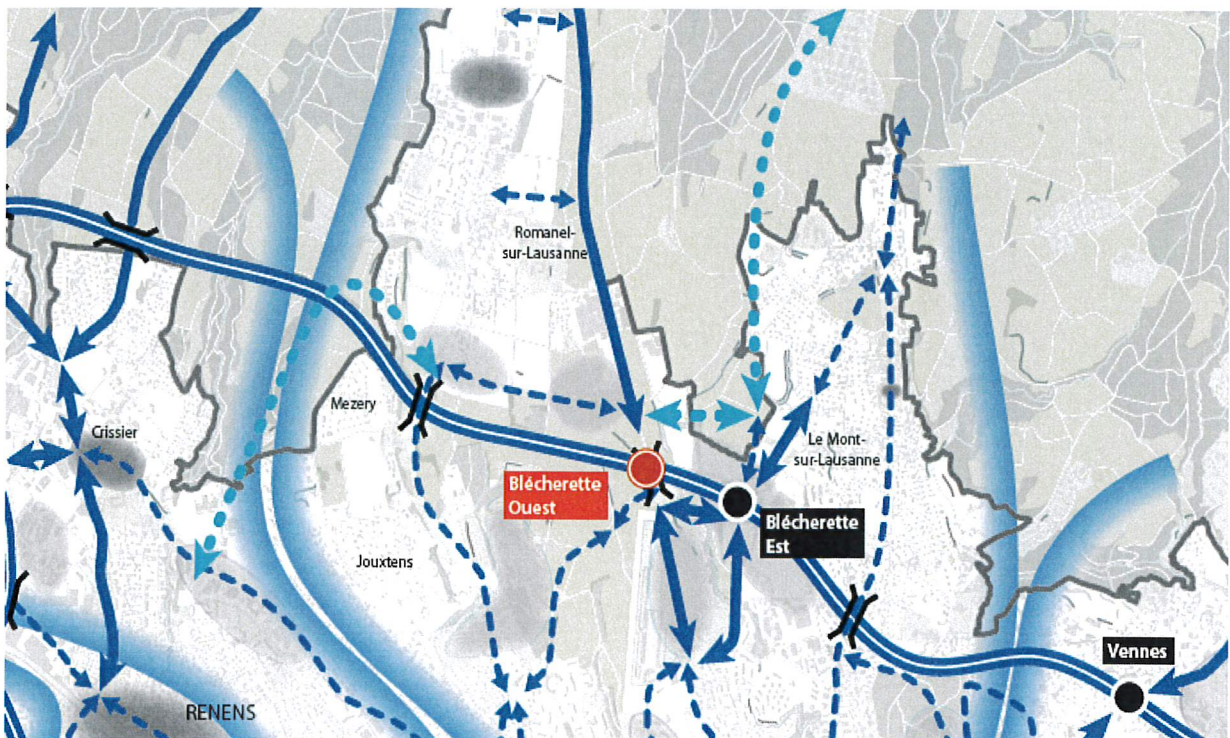 Romanel-
sur-Lausanne
Mezery
Crissier
Le Mont-
sur-Lausanne
Blécherette
Ouest
Blécherette
Est
Jouxtens
Vennes
RENENS